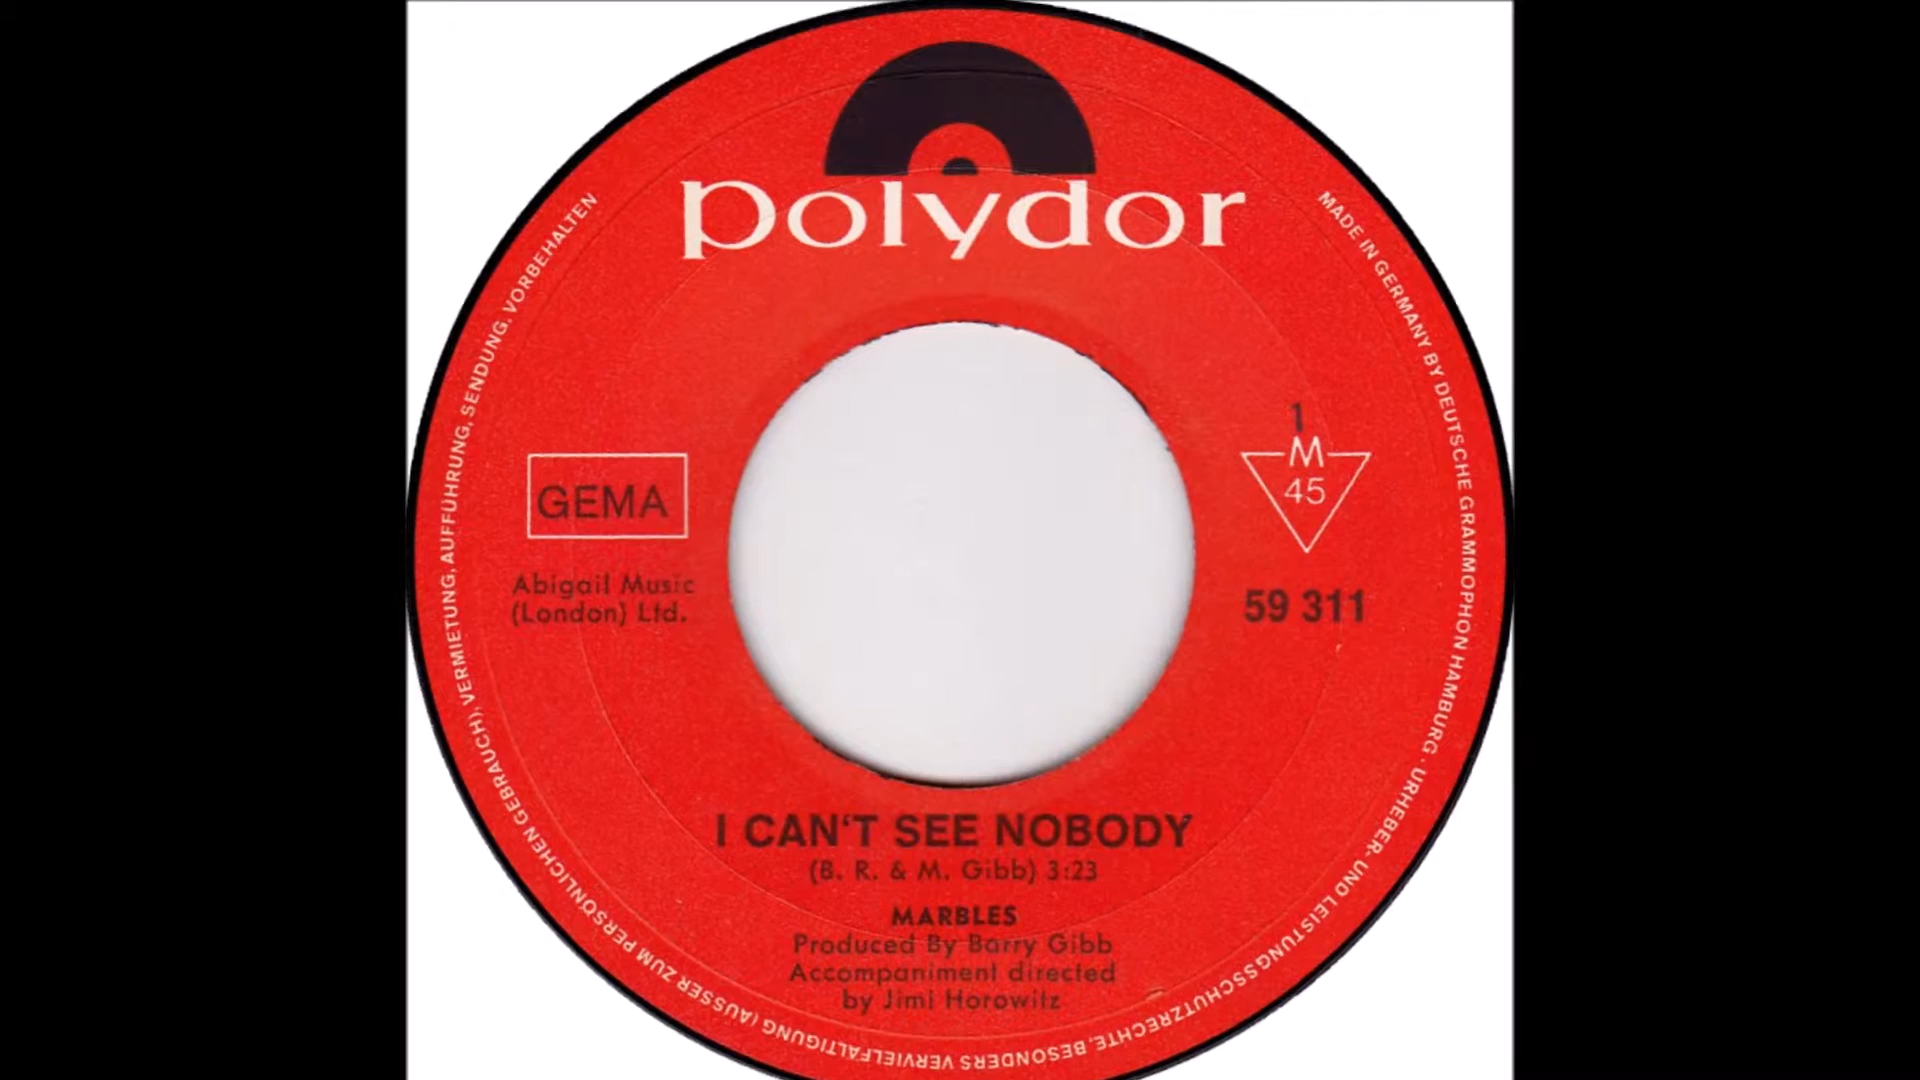 polydor
GEMA
Abigail Music
(London) Ltd.
1
M
45
59 311
I CAN'T SEE NOBODY
(B. R. & M. Gibb) 3:23
MARBLES
Produced By Barry Gibb
Accompaniment directed
by Jimi Horowitz
MADE IN GERMANY BY DEUTSCHE GRAMMOPHON HAMBURG · URHEBER- UND LEISTUNGSSCHUTZRECHTE, BESONDERS VERVIELFÄLTIGUNG (AUSSER ZUM PERSÖNLICHEN GEBRAUCH), VERMIETUNG, AUFFÜHRUNG, SENDUNG, VORBEHALTEN